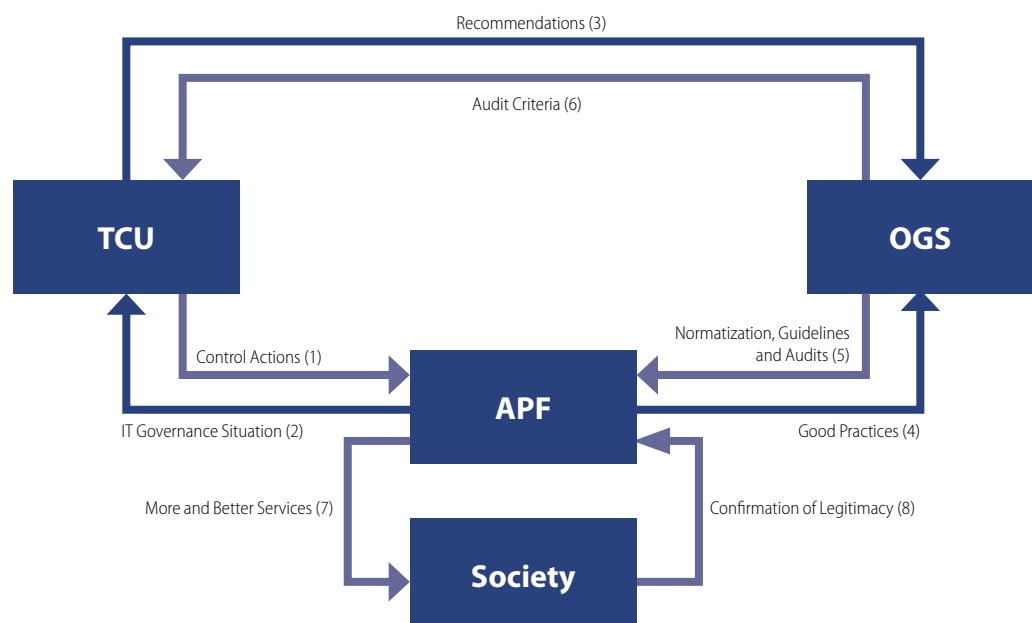 Recommendations (3)
Audit Criteria (6)
TCU
OGS
Normatization, Guidelines
and Audits (5)
Control Actions (1)
APF
IT Governance Situation (2)
Good Practices (4)
More and Better Services (7)
Confirmation of Legitimacy (8)
Society